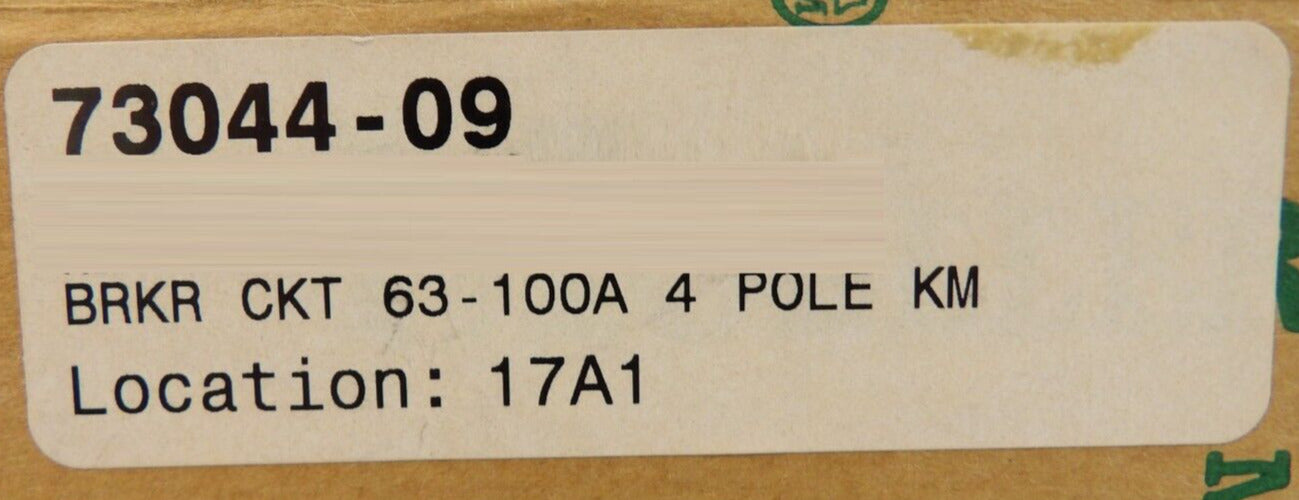 73044-09
BRKR CKT 63-100A 4 POLE KM
Location: 17A1
N